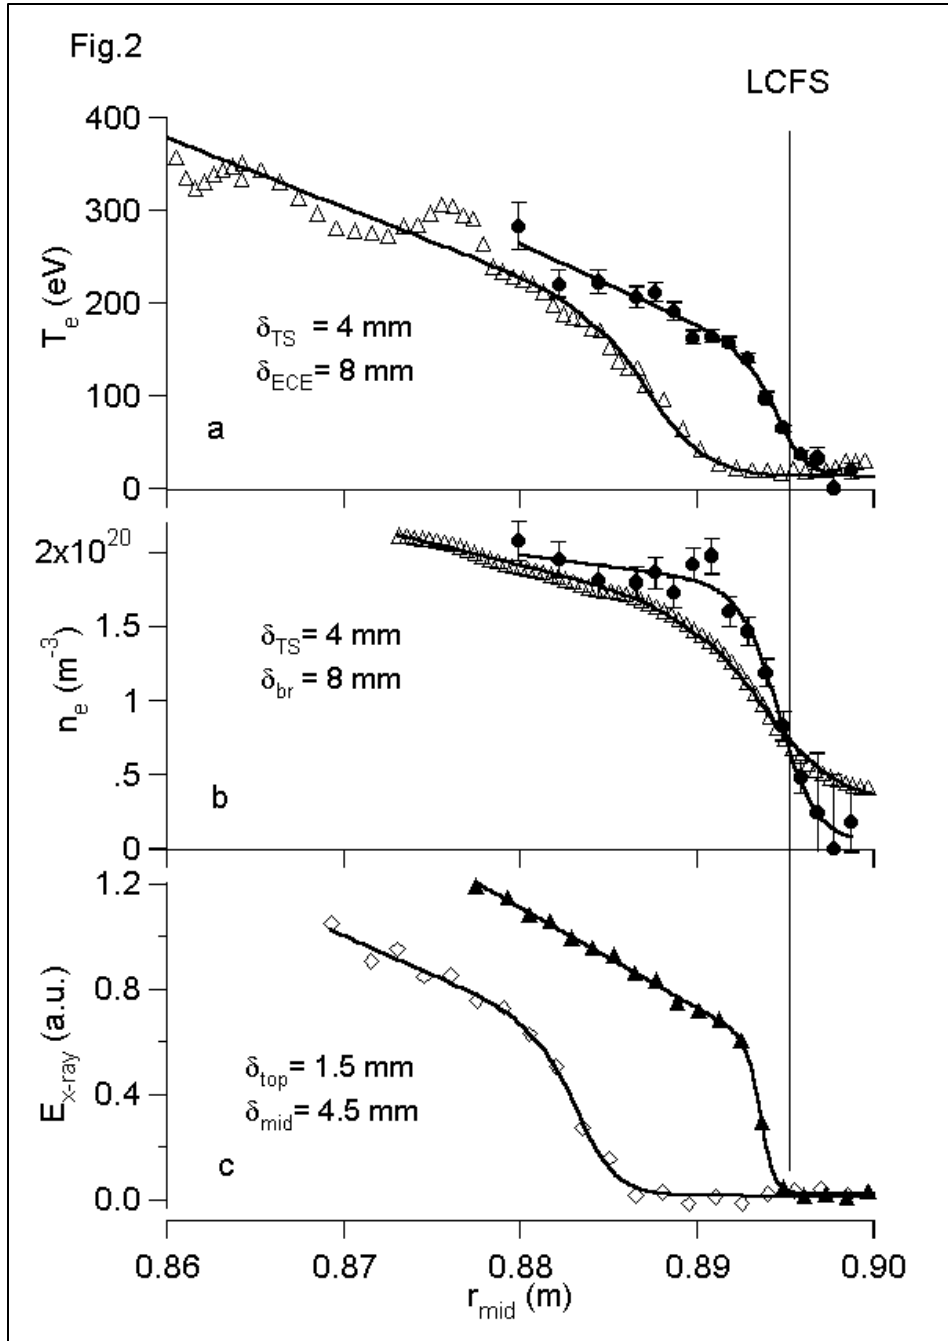 Fig.2
LCFS
400
300
200
100
0
T_e (eV)
δ_TS = 4 mm
δ_ECE = 8 mm
a
2x10^20
1.5
1
.5
0
n_e (m^-3)
δ_TS = 4 mm
δ_br = 8 mm
b
1.2
0.8
0.4
0.0
E_x-ray (a.u.)
δ_top = 1.5 mm
δ_mid = 4.5 mm
c
0.86 0.87 0.88 0.89 0.90
r_mid (m)